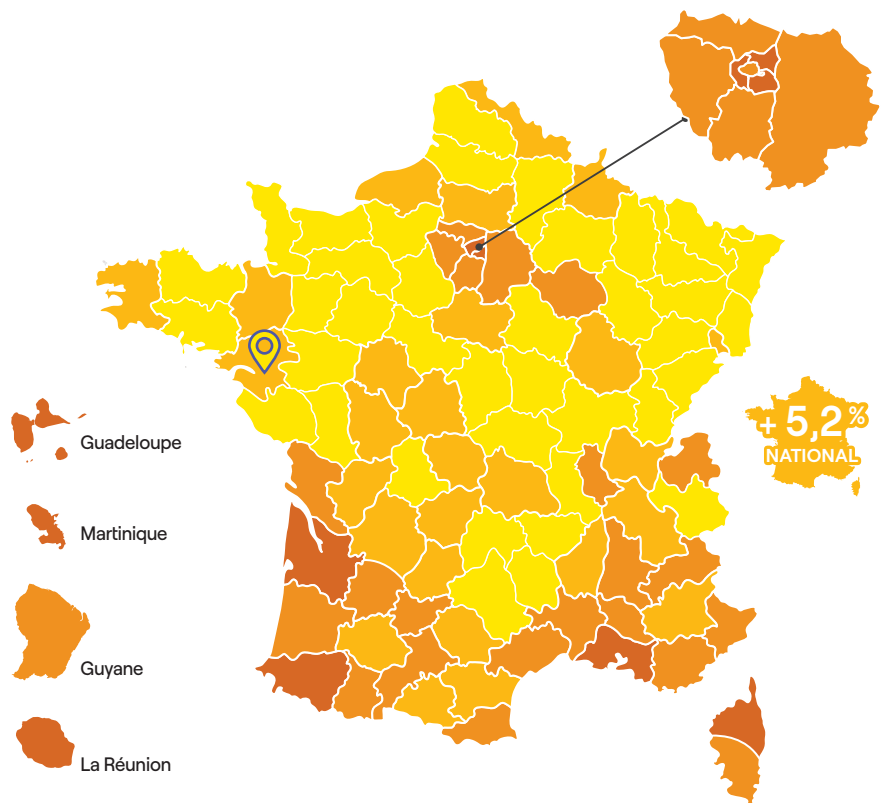 + 5,2 %
NATIONAL
Guadeloupe
Martinique
Guyane
La Réunion